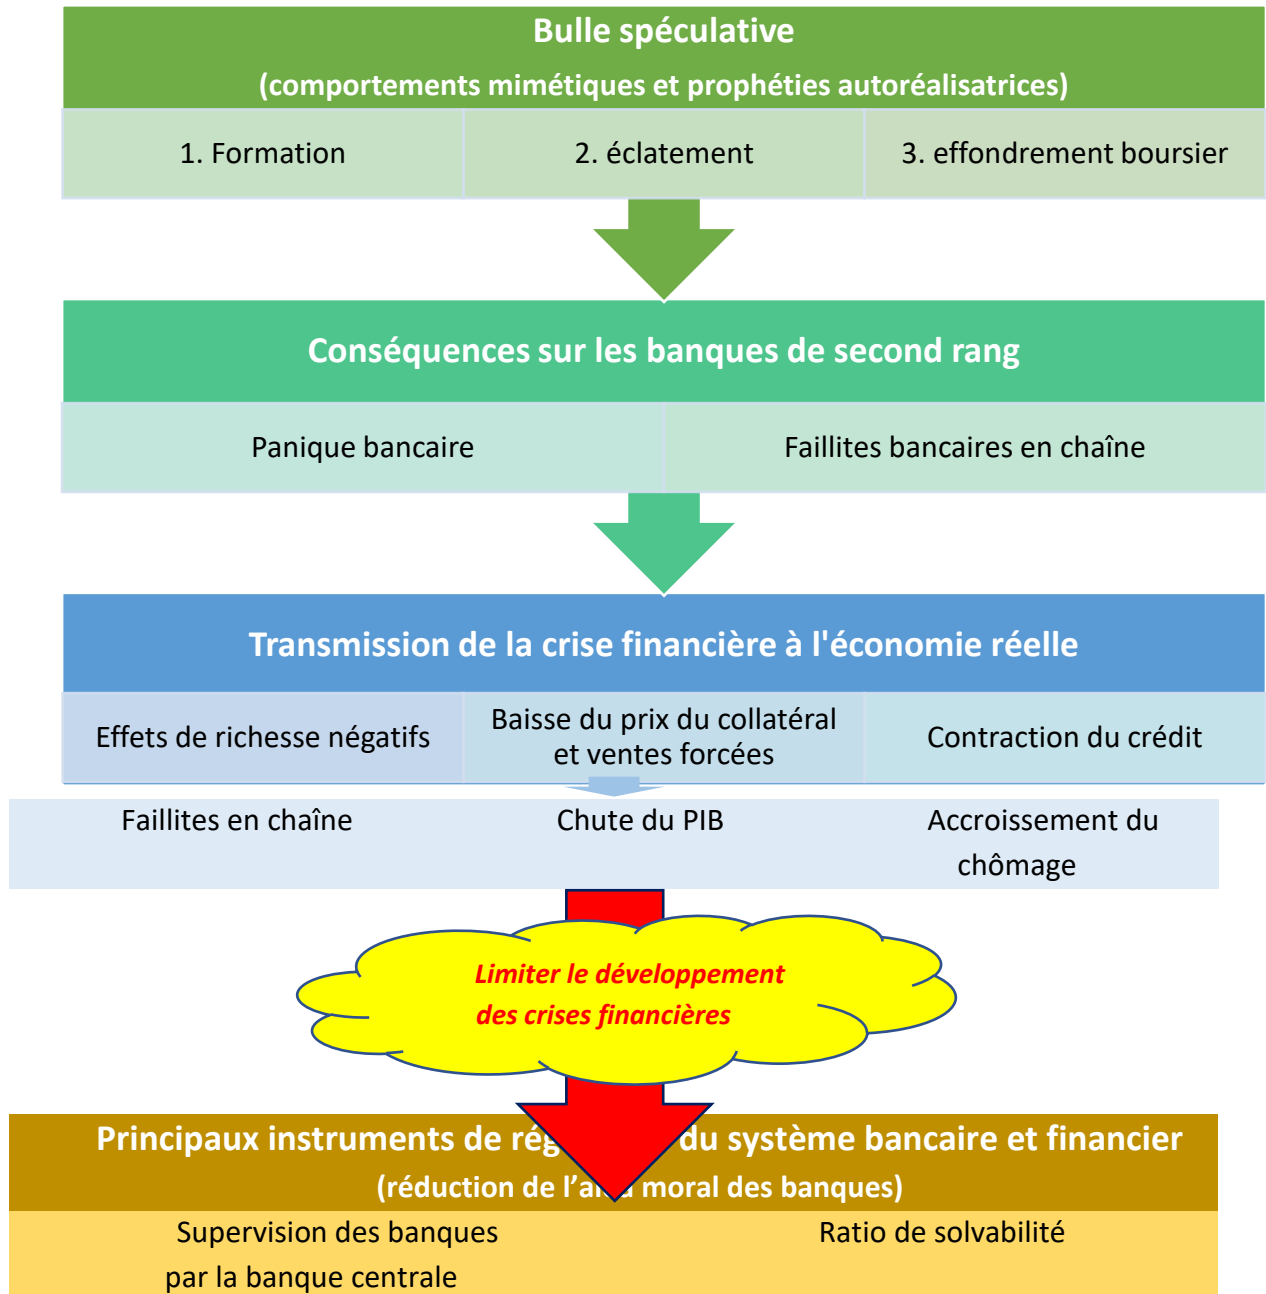 Bulle spéculative
(comportements mimétiques et prophéties autoréalisatrices)
1. Formation
2. éclatement
3. effondrement boursier
Conséquences sur les banques de second rang
Panique bancaire
Faillites bancaires en chaîne
Transmission de la crise financière à l'économie réelle
Effets de richesse négatifs
Baisse du prix du collatéral
et ventes forcées
Contraction du crédit
Faillites en chaîne
Chute du PIB
Accroissement du
chômage
Limiter le développement
des crises financières
Principaux instruments de rég du système bancaire et financier
(réduction de l’aléa moral des banques)
Supervision des banques
par la banque centrale
Ratio de solvabilité